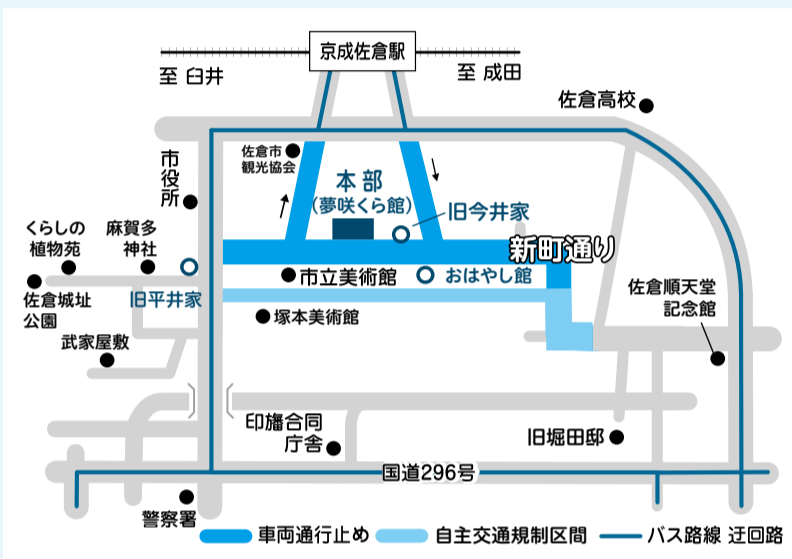 京成佐倉駅
至 臼井
至 成田
佐倉高校
佐倉市
観光協会
市役所
本部
(夢咲くら館)
旧今井家
くらしの
植物苑
麻賀多
神社
新町通り
市立美術館
おはやし館
旧平井家
佐倉城址
公園
佐倉順天堂
記念館
塚本美術館
武家屋敷
印旛合同
庁舎
旧堀田邸
国道296号
警察署
車両通行止め
自主交通規制区間
バス路線 迂回路